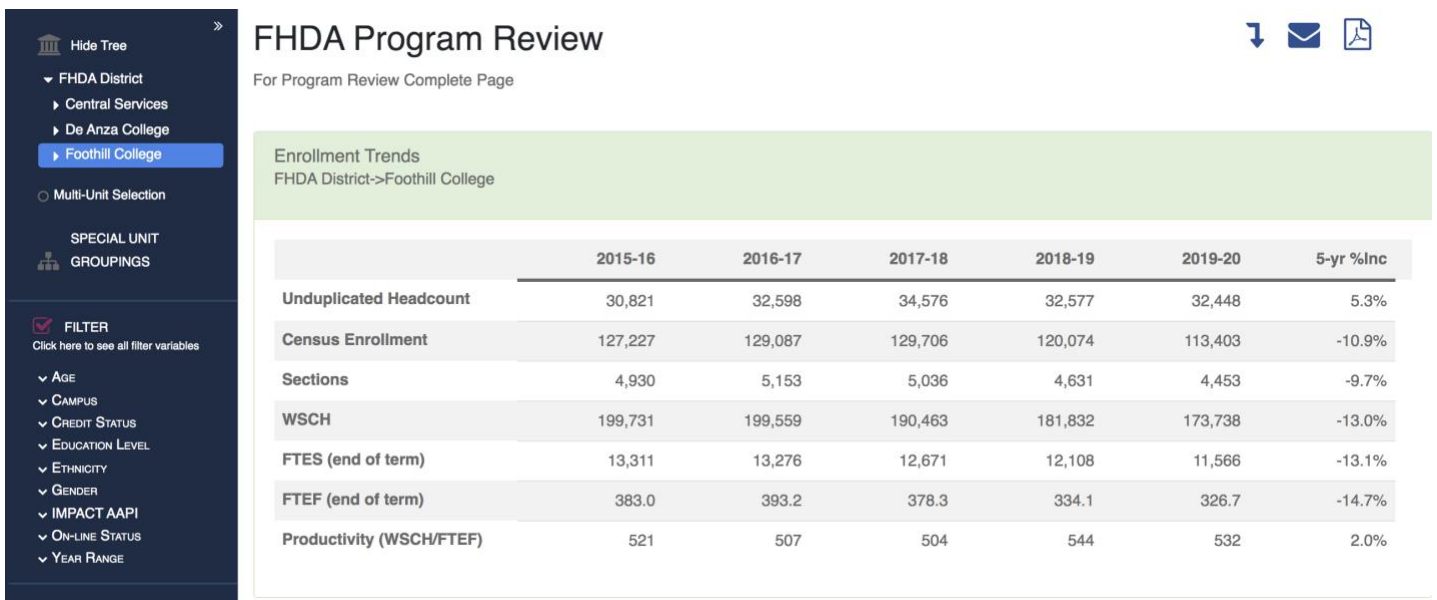 »
Hide Tree
FHDA District
Central Services
De Anza College
Foothill College
Multi-Unit Selection
SPECIAL UNIT
GROUPINGS
FILTER
Click here to see all filter variables
AGE
CAMPUS
CREDIT STATUS
EDUCATION LEVEL
ETHNICITY
GENDER
IMPACT AAPI
ON-LINE STATUS
YEAR RANGE
FHDA Program Review
For Program Review Complete Page
Enrollment Trends
FHDA District->Foothill College
2015-16 2016-17 2017-18 2018-19 2019-20 5-yr %Inc
Unduplicated Headcount 30,821 32,598 34,576 32,577 32,448 5.3%
Census Enrollment 127,227 129,087 129,706 120,074 113,403 -10.9%
Sections 4,930 5,153 5,036 4,631 4,453 -9.7%
WSCH 199,731 199,559 190,463 181,832 173,738 -13.0%
FTES (end of term) 13,311 13,276 12,671 12,108 11,566 -13.1%
FTEF (end of term) 383.0 393.2 378.3 334.1 326.7 -14.7%
Productivity (WSCH/FTEF) 521 507 504 544 532 2.0%